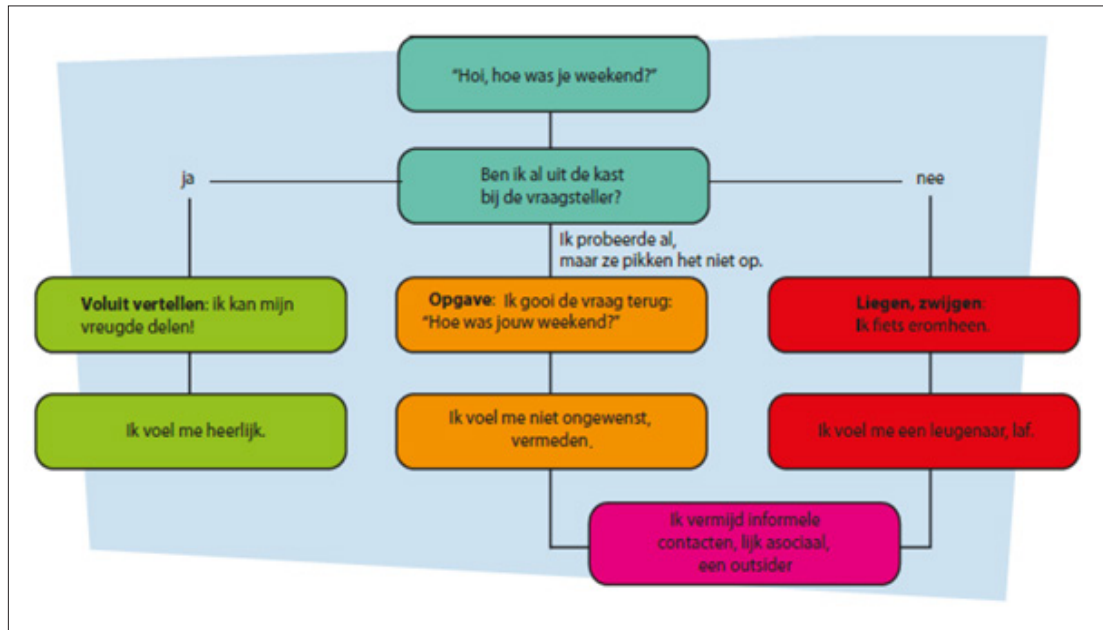 "Hoi, hoe was je weekend?"
Ben ik al uit de kast
bij de vraagsteller?
ja
nee
Ik probeerde al,
maar ze pikken het niet op.
Voluit vertellen: ik kan mijn
vreugde delen!
Opgave: Ik gooi de vraag terug:
"Hoe was jouw weekend?"
Liegen, zwijgen:
Ik fiets eromheen.
Ik voel me heerlijk.
Ik voel me niet ongewenst,
vermeden.
Ik voel me een leugenaar, laf.
Ik vermijd informele
contacten, lijk asociaal,
een outsider